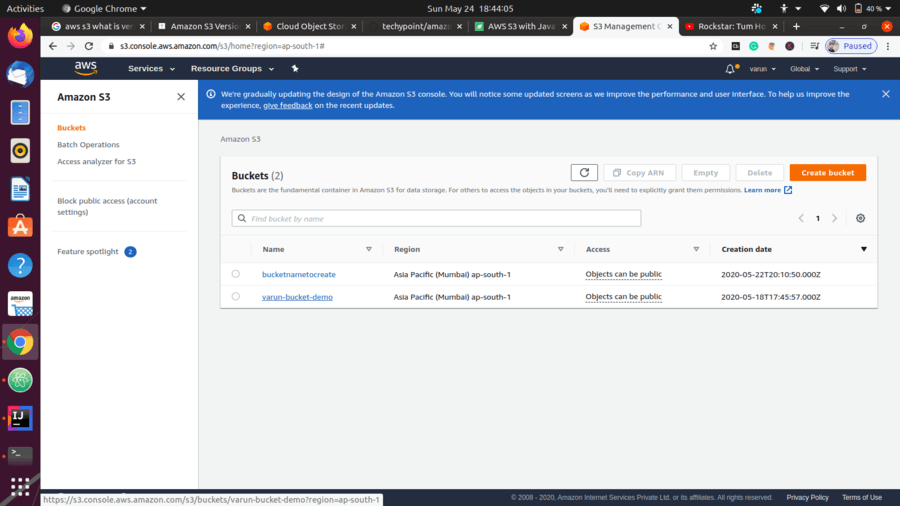 Activities
Google Chrome
Sun May 24 18:44:05
40 %
aws s3 what is ver
Amazon S3 Version
Cloud Object Stor
techypoint/amaz
AWS S3 with Java
S3 Management C
Rockstar: Tum Ho
s3.console.aws.amazon.com/s3/home?region=ap-south-1#
Paused
aws
Services
Resource Groups
varun
Global
Support
Amazon S3
Buckets
Batch Operations
Access analyzer for S3
Block public access (account
settings)
Feature spotlight 2
We're gradually updating the design of the Amazon S3 console. You will notice some updated screens as we improve the performance and user interface. To help us improve the
experience, give feedback on the recent updates.
Amazon S3
Buckets (2)
Copy ARN
Empty
Delete
Create bucket
Buckets are the fundamental container in Amazon S3 for data storage. For others to access the objects in your buckets, you'll need to explicitly grant them permissions. Learn more
Find bucket by name
1
Name Region Access Creation date
bucketnametocreate Asia Pacific (Mumbai) ap-south-1 Objects can be public 2020-05-22T20:10:50.000Z
varun-bucket-demo Asia Pacific (Mumbai) ap-south-1 Objects can be public 2020-05-18T17:45:57.000Z
amazon
IJ
https://s3.console.aws.amazon.com/s3/buckets/varun-bucket-demo?region=ap-south-1
© 2008 - 2020, Amazon Internet Services Private Ltd. or its affiliates. All rights reserved.
Privacy Policy
Terms of Use